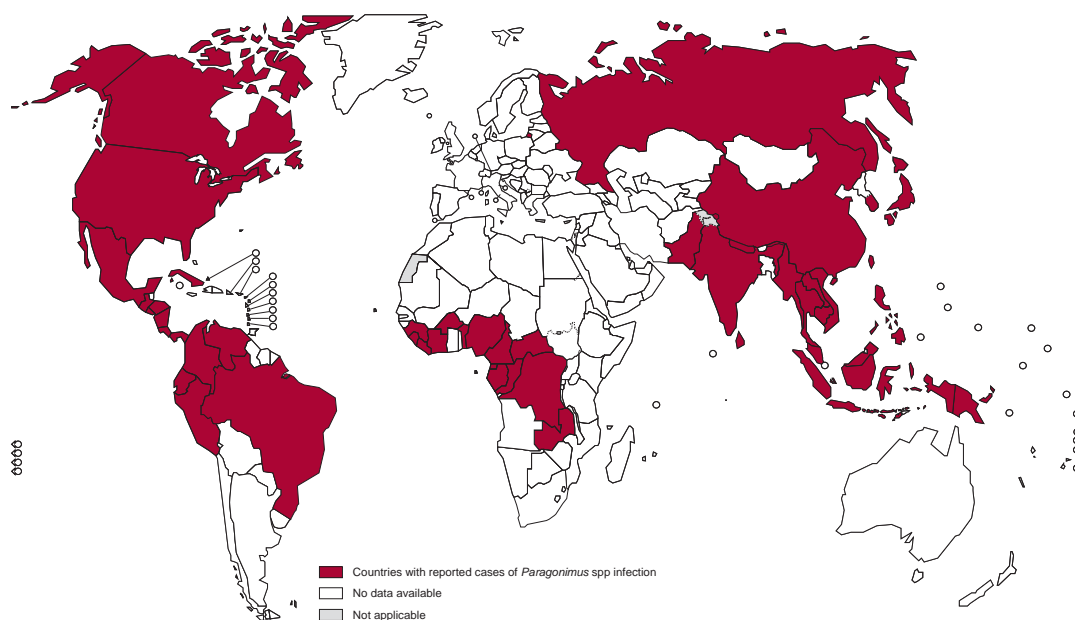 Countries with reported cases of Paragonimus spp infection
No data available
Not applicable